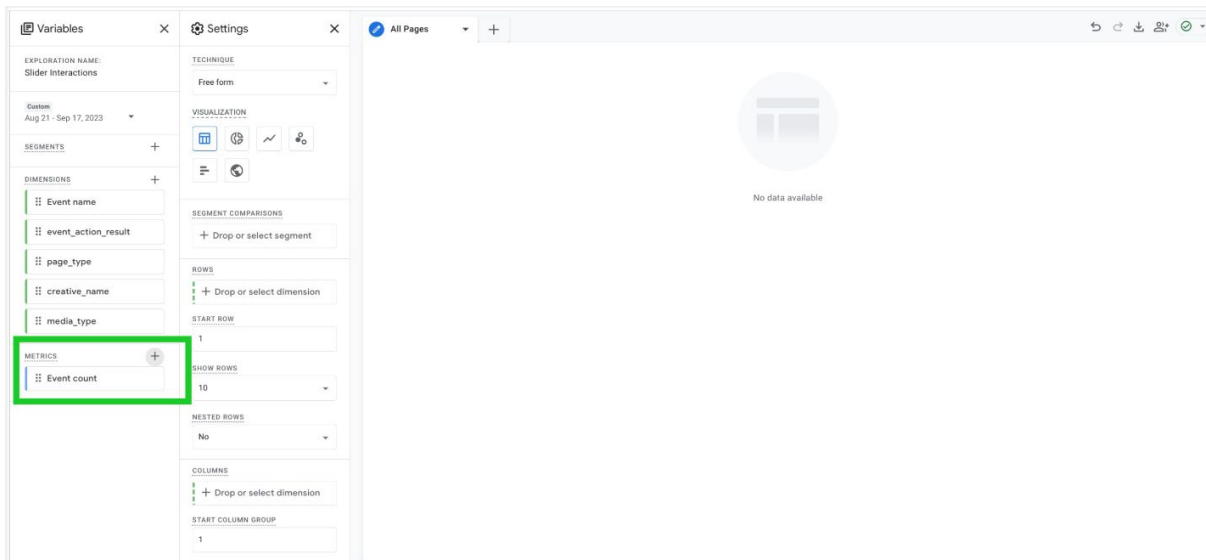 Variables
EXPLORATION NAME:
Slider Interactions
Custom
Aug 21 - Sep 17, 2023
SEGMENTS
DIMENSIONS
Event name
event_action_result
page_type
creative_name
media_type
METRICS
Event count
Settings
TECHNIQUE
Free form
VISUALIZATION
SEGMENT COMPARISONS
+ Drop or select segment
ROWS
+ Drop or select dimension
START ROW
1
SHOW ROWS
10
NESTED ROWS
No
COLUMNS
+ Drop or select dimension
START COLUMN GROUP
1
All Pages
No data available